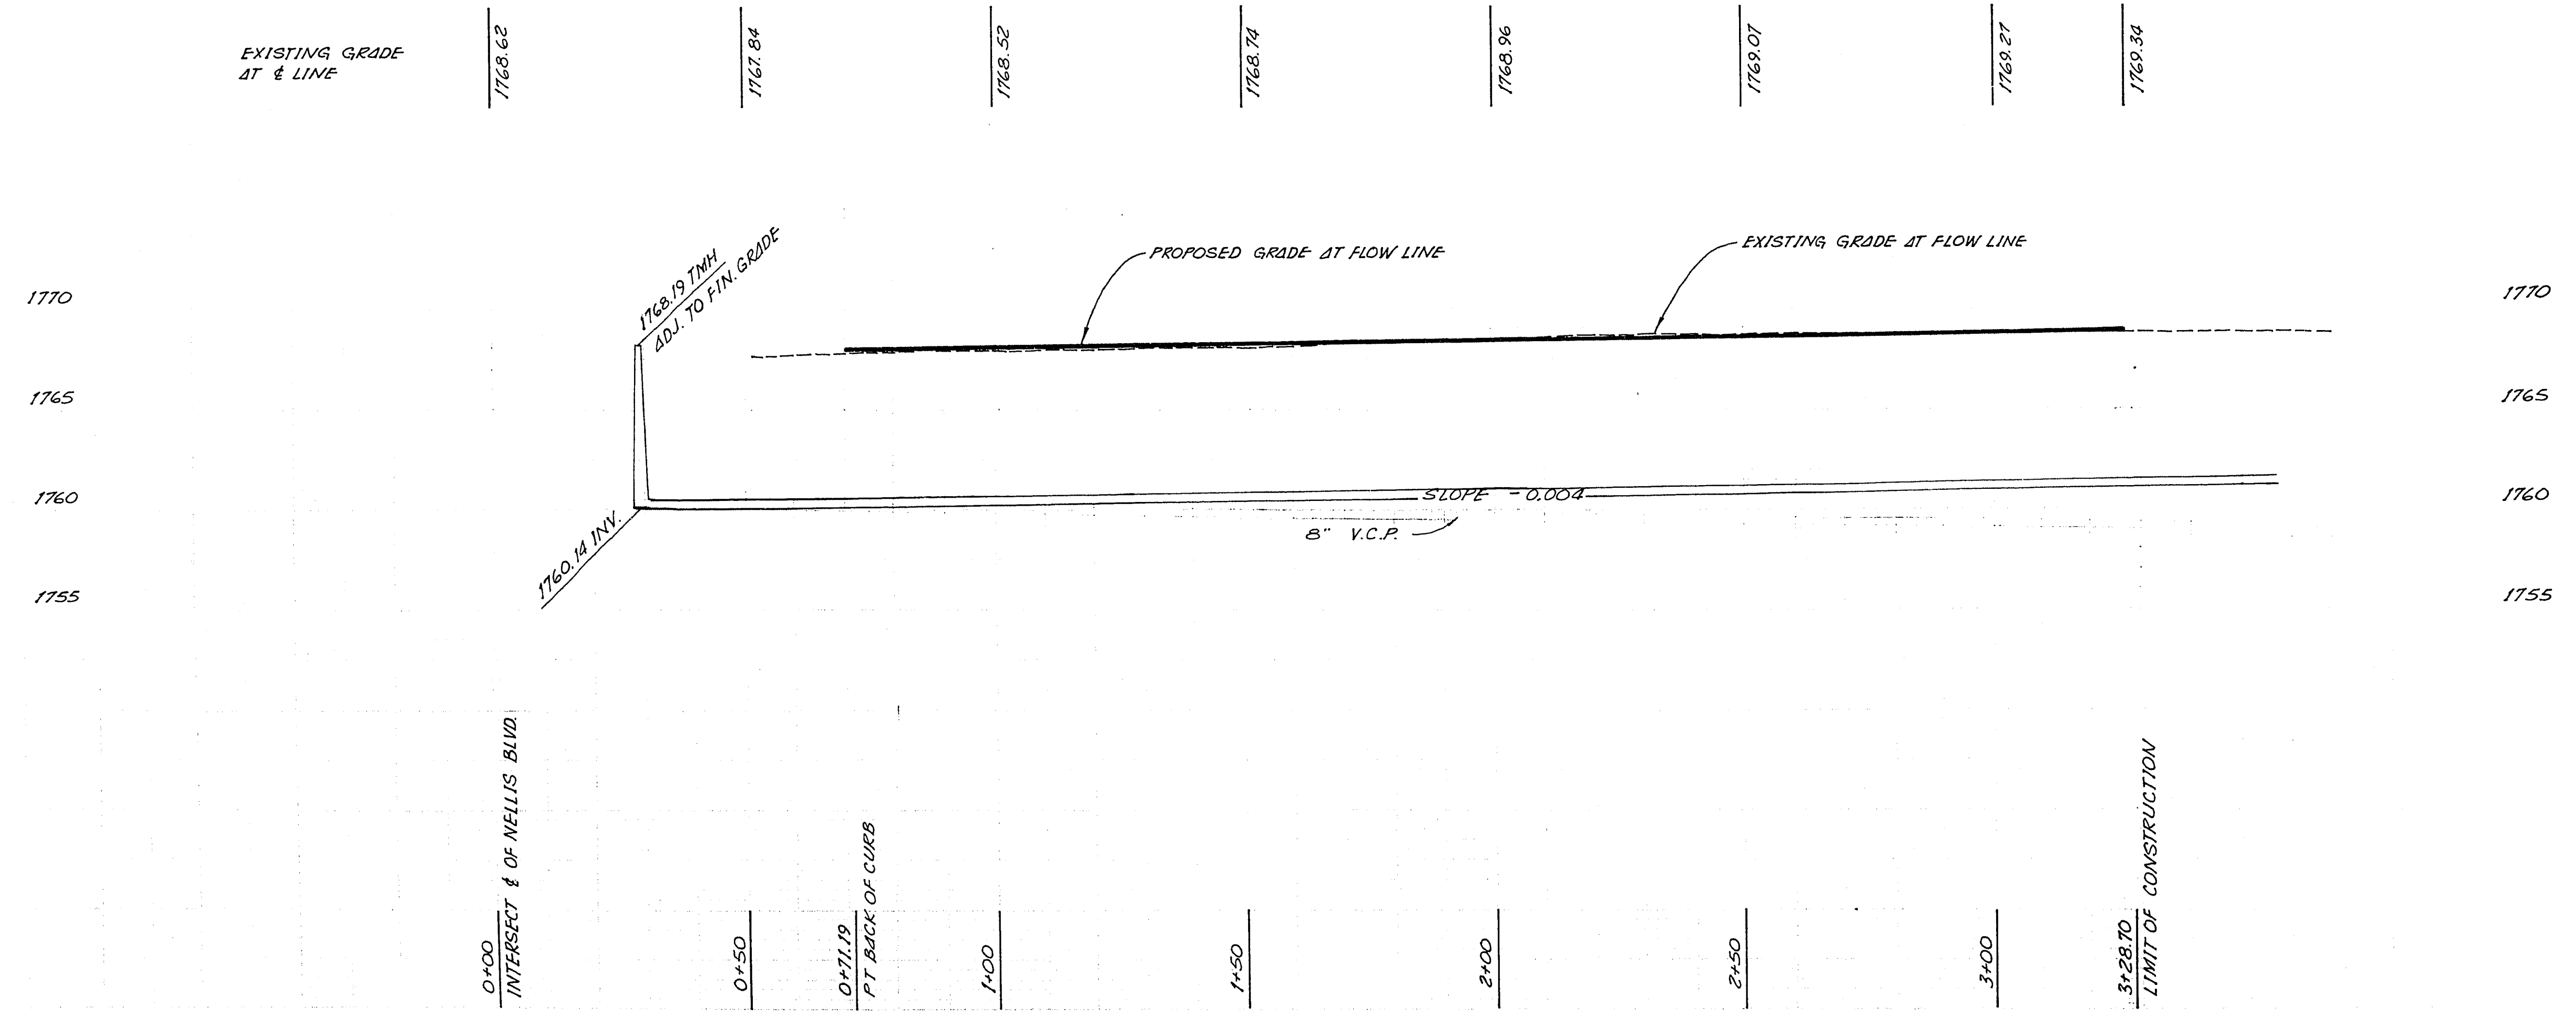 EXISTING GRADE
AT ℄ LINE
1768.62
1767.84
1768.52
1768.74
1768.96
1769.07
1769.27
1769.34
1768.19 TMH
ADJ. TO FIN. GRADE
PROPOSED GRADE AT FLOW LINE
EXISTING GRADE AT FLOW LINE
1770
1770
1765
1765
1760
1760
SLOPE - 0.004
8" V.C.P.
1760.14 INV.
1755
1755
0+00
INTERSECT ℄ OF NELLIS BLVD.
0+50
0+71.19
PT BACK OF CURB
1+00
1+50
2+00
2+50
3+00
3+28.70
LIMIT OF CONSTRUCTION